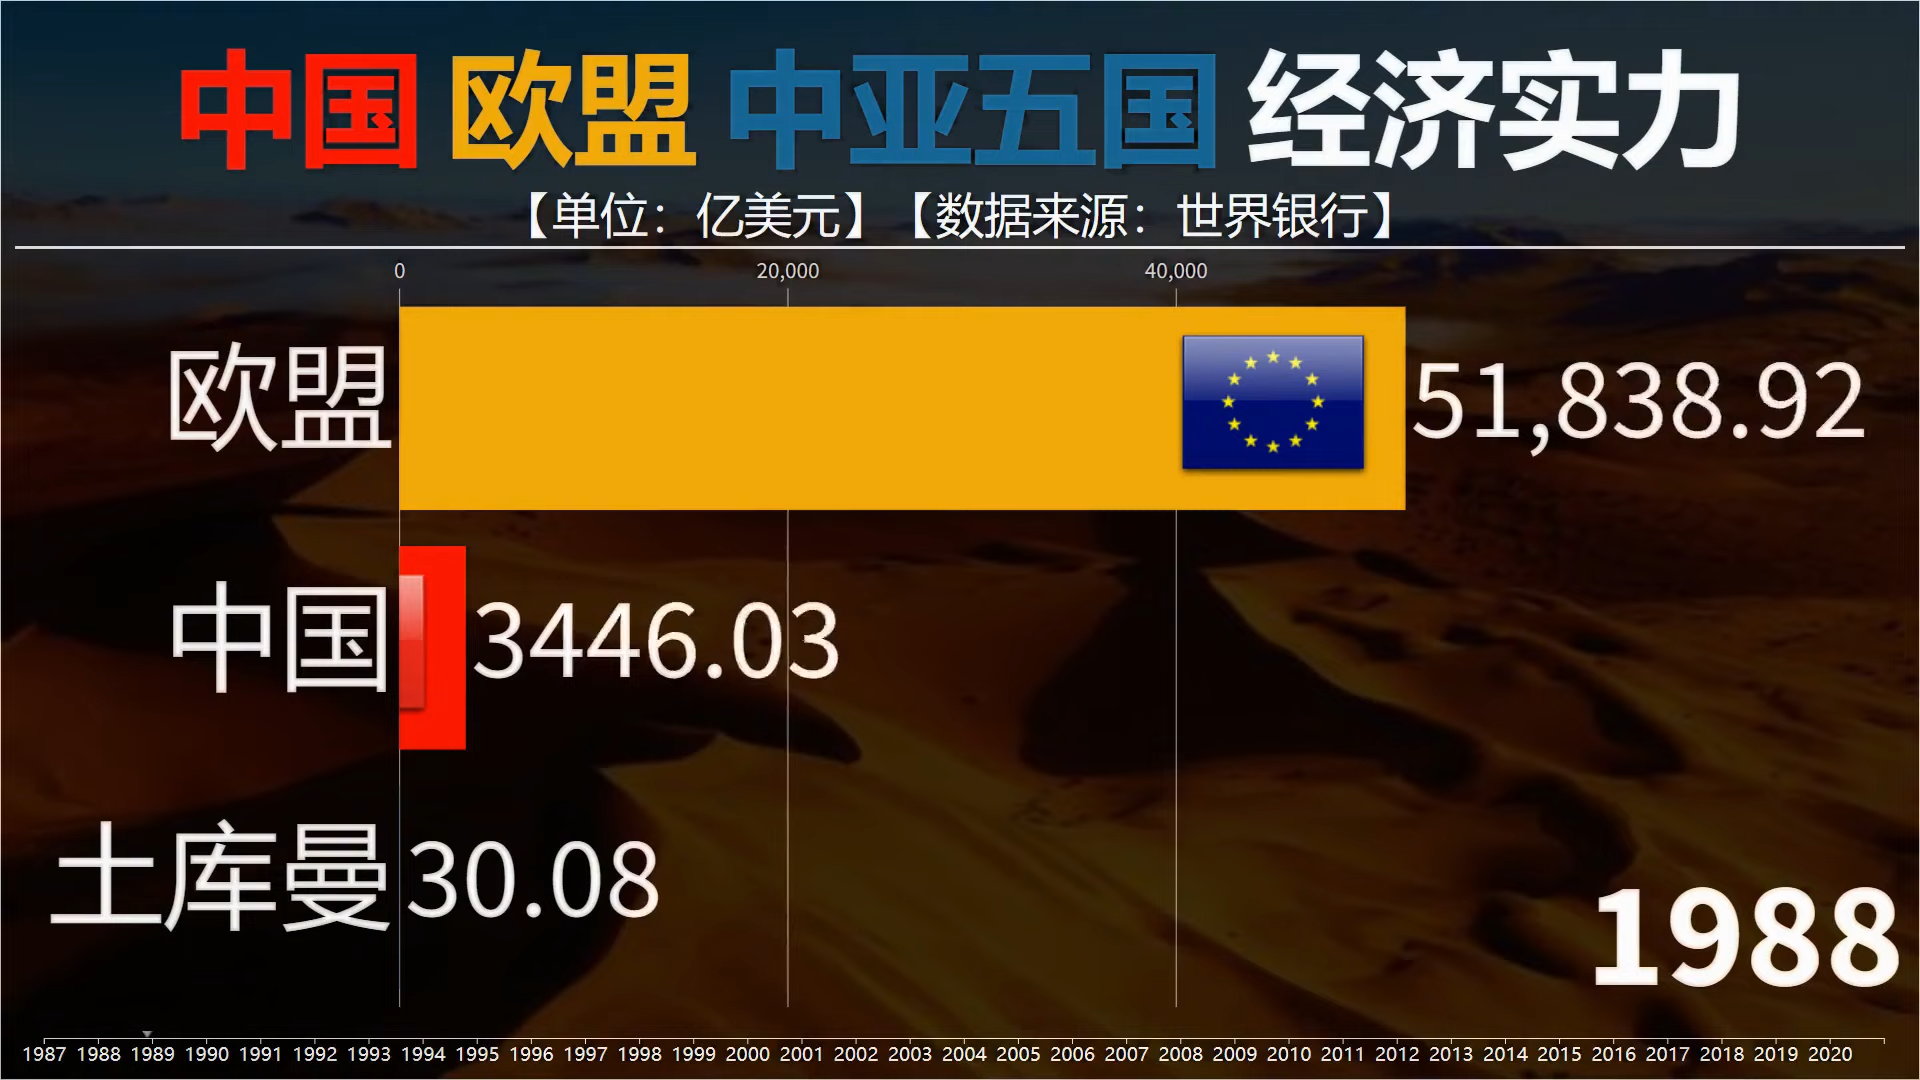 中国 欧盟 中亚五国 经济实力
【单位：亿美元】【数据来源：世界银行】
0 20,000 40,000
欧盟 51,838.92
中国 3446.03
土库曼 30.08
1988
1987 1988 1989 1990 1991 1992 1993 1994 1995 1996 1997 1998 1999 2000 2001 2002 2003 2004 2005 2006 2007 2008 2009 2010 2011 2012 2013 2014 2015 2016 2017 2018 2019 2020